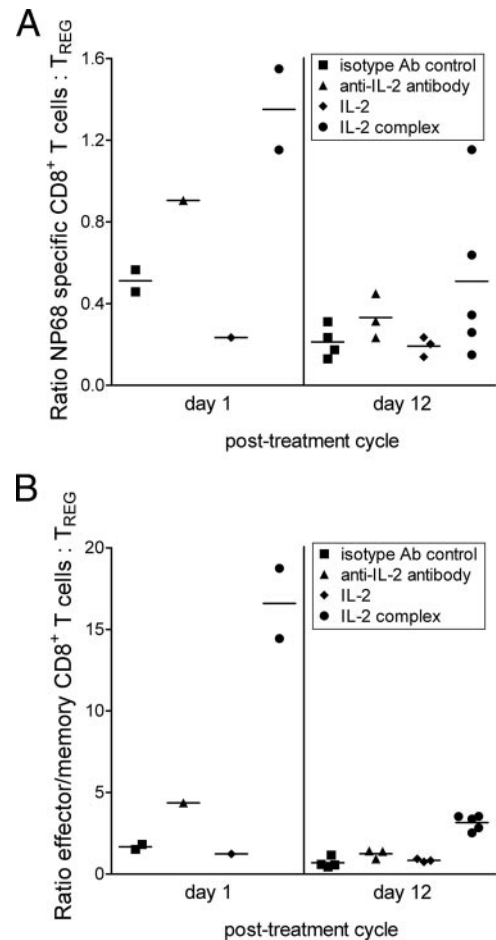 A
Ratio NP68 specific CD8+ T cells : TREG
1.6
1.2
0.8
0.4
0.0
isotype Ab control
anti-IL-2 antibody
IL-2
IL-2 complex
day 1
day 12
post-treatment cycle
B
Ratio effector/memory CD8+ T cells : TREG
20
15
10
5
0
isotype Ab control
anti-IL-2 antibody
IL-2
IL-2 complex
day 1
day 12
post-treatment cycle